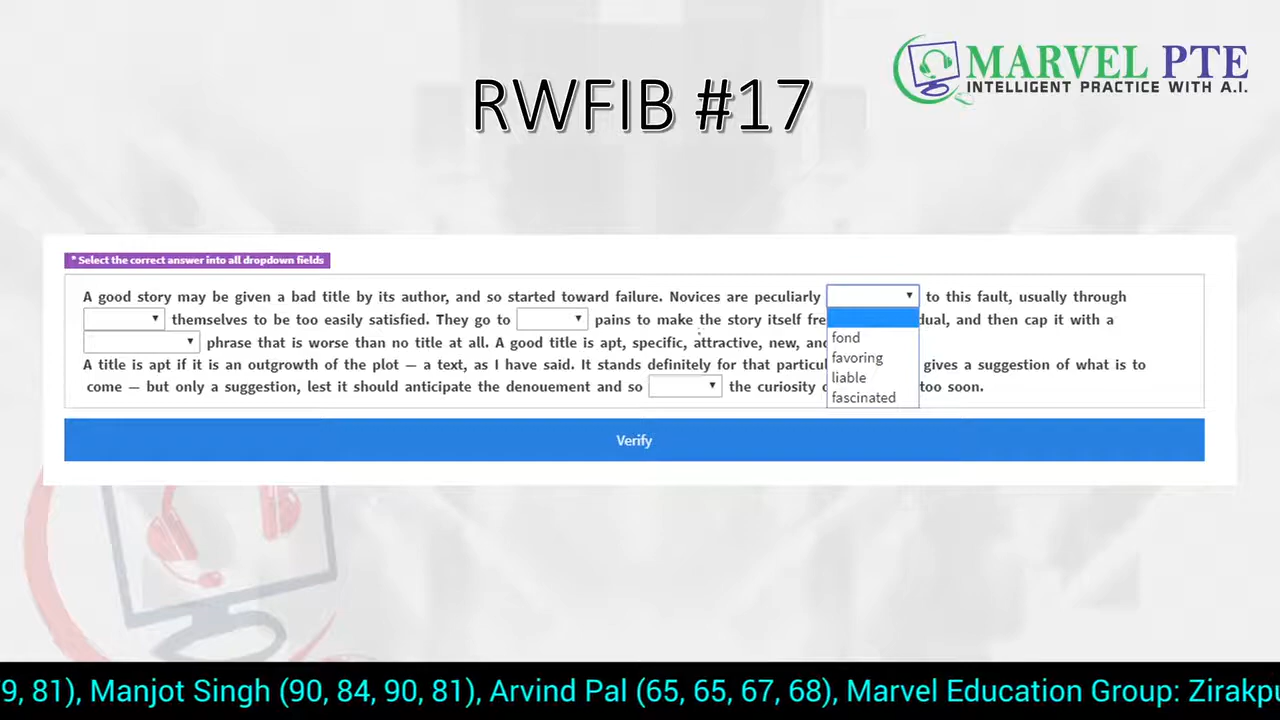 MARVEL PTE
INTELLIGENT PRACTICE WITH A.I.
RWFIB #17
* Select the correct answer into all dropdown fields
A good story may be given a bad title by its author, and so started toward failure. Novices are peculiarly to this fault, usually through
themselves to be too easily satisfied. They go to pains to make the story itself fre dual, and then cap it with a
phrase that is worse than no title at all. A good title is apt, specific, attractive, new, and
A title is apt if it is an outgrowth of the plot — a text, as I have said. It stands definitely for that particul gives a suggestion of what is to
come — but only a suggestion, lest it should anticipate the denouement and so the curiosity too soon.
fond
favoring
liable
fascinated
Verify
9, 81), Manjot Singh (90, 84, 90, 81), Arvind Pal (65, 65, 67, 68), Marvel Education Group: Zirakpu